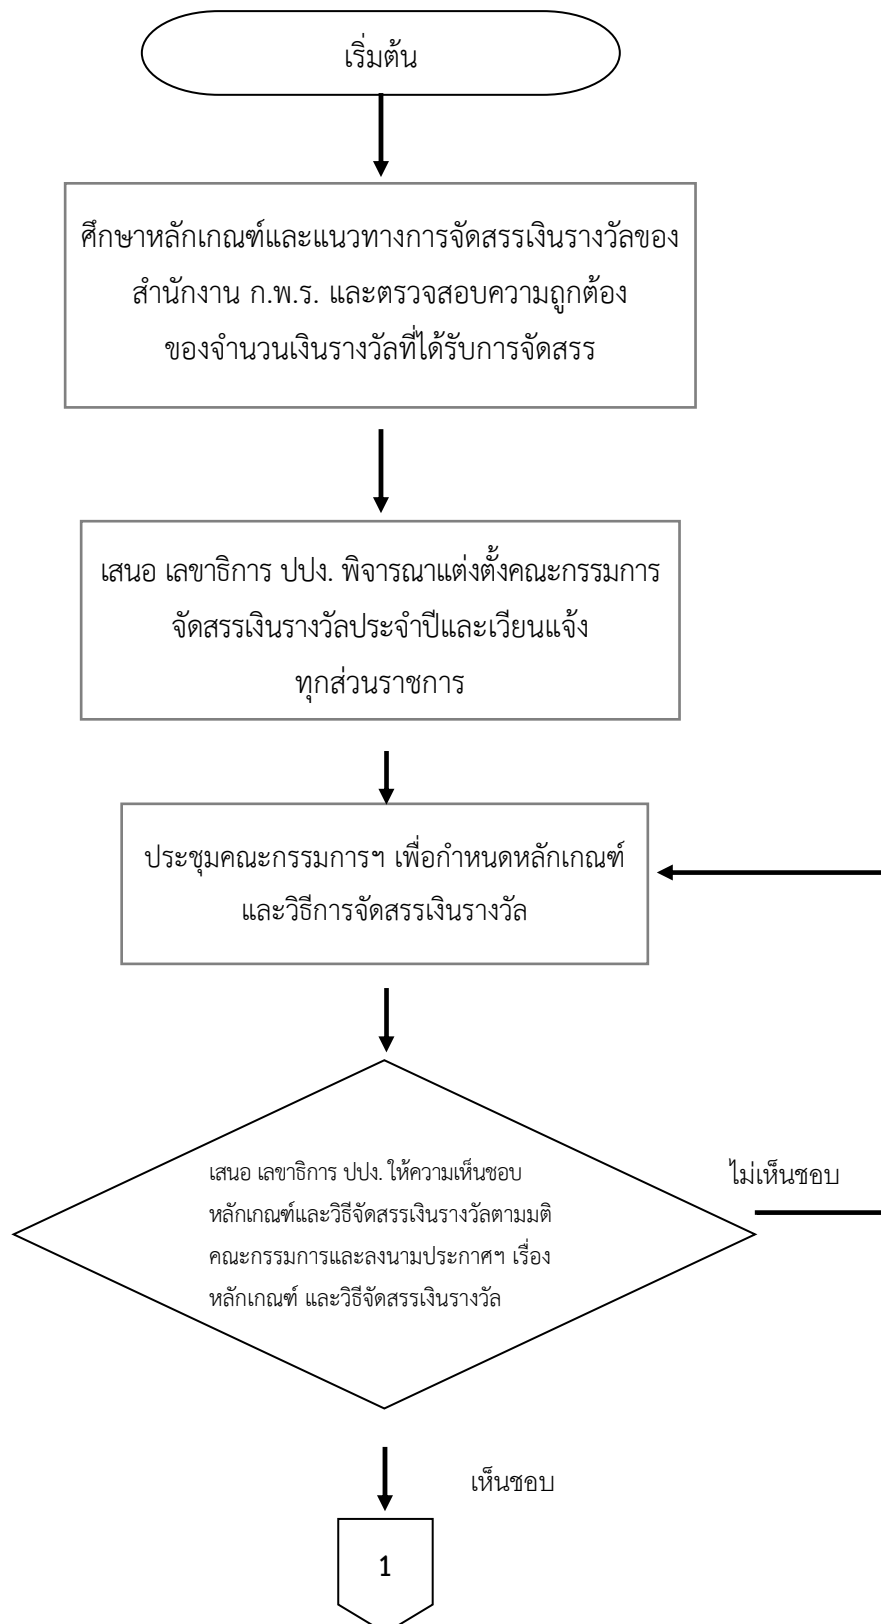 เริ่มต้น
ศึกษาหลักเกณฑ์และแนวทางการจัดสรรเงินรางวัลของ
สำนักงาน ก.พ.ร. และตรวจสอบความถูกต้อง
ของจำนวนเงินรางวัลที่ได้รับการจัดสรร
เสนอ เลขาธิการ ปปง. พิจารณาแต่งตั้งคณะกรรมการ
จัดสรรเงินรางวัลประจำปีและเวียนแจ้ง
ทุกส่วนราชการ
ประชุมคณะกรรมการฯ เพื่อกำหนดหลักเกณฑ์
และวิธีการจัดสรรเงินรางวัล
เสนอ เลขาธิการ ปปง. ให้ความเห็นชอบ
หลักเกณฑ์และวิธีจัดสรรเงินรางวัลตามมติ
คณะกรรมการและลงนามประกาศฯ เรื่อง
หลักเกณฑ์ และวิธีจัดสรรเงินรางวัล
ไม่เห็นชอบ
เห็นชอบ
1